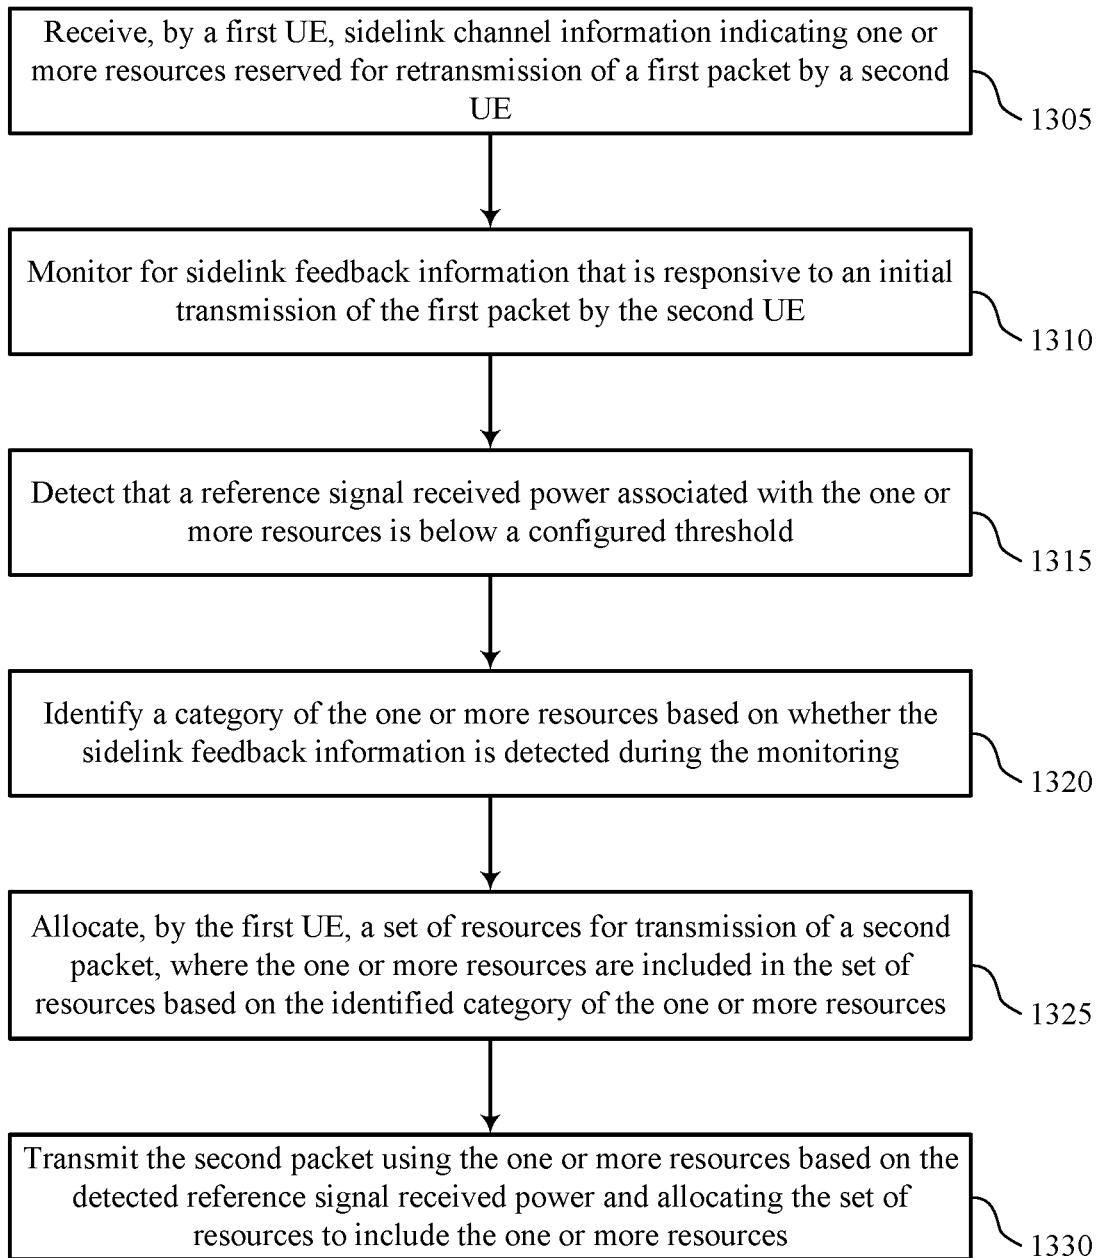 Receive, by a first UE, sidelink channel information indicating one or
more resources reserved for retransmission of a first packet by a second
UE
1305
Monitor for sidelink feedback information that is responsive to an initial
transmission of the first packet by the second UE
1310
Detect that a reference signal received power associated with the one or
more resources is below a configured threshold
1315
Identify a category of the one or more resources based on whether the
sidelink feedback information is detected during the monitoring
1320
Allocate, by the first UE, a set of resources for transmission of a second
packet, where the one or more resources are included in the set of
resources based on the identified category of the one or more resources
1325
Transmit the second packet using the one or more resources based on the
detected reference signal received power and allocating the set of
resources to include the one or more resources
1330